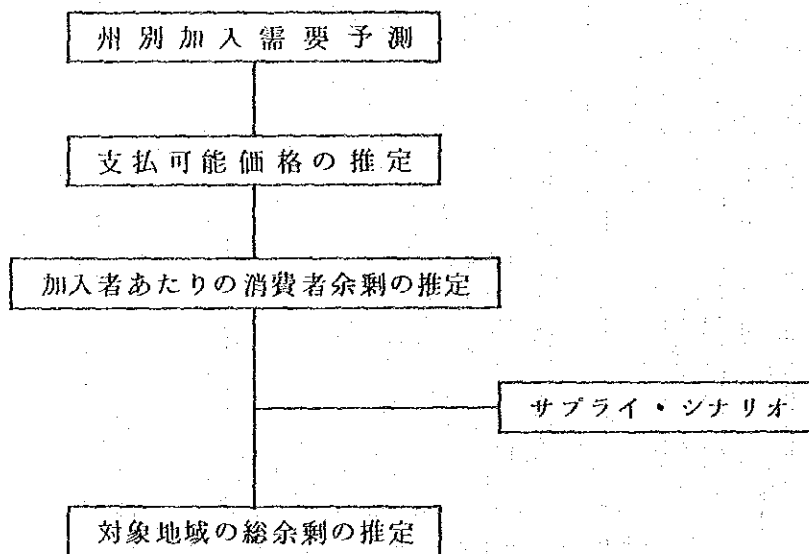 州別加入需要予測
支払可能価格の推定
加入者あたりの消費者余剰の推定
サプライ・シナリオ
対象地域の総余剰の推定